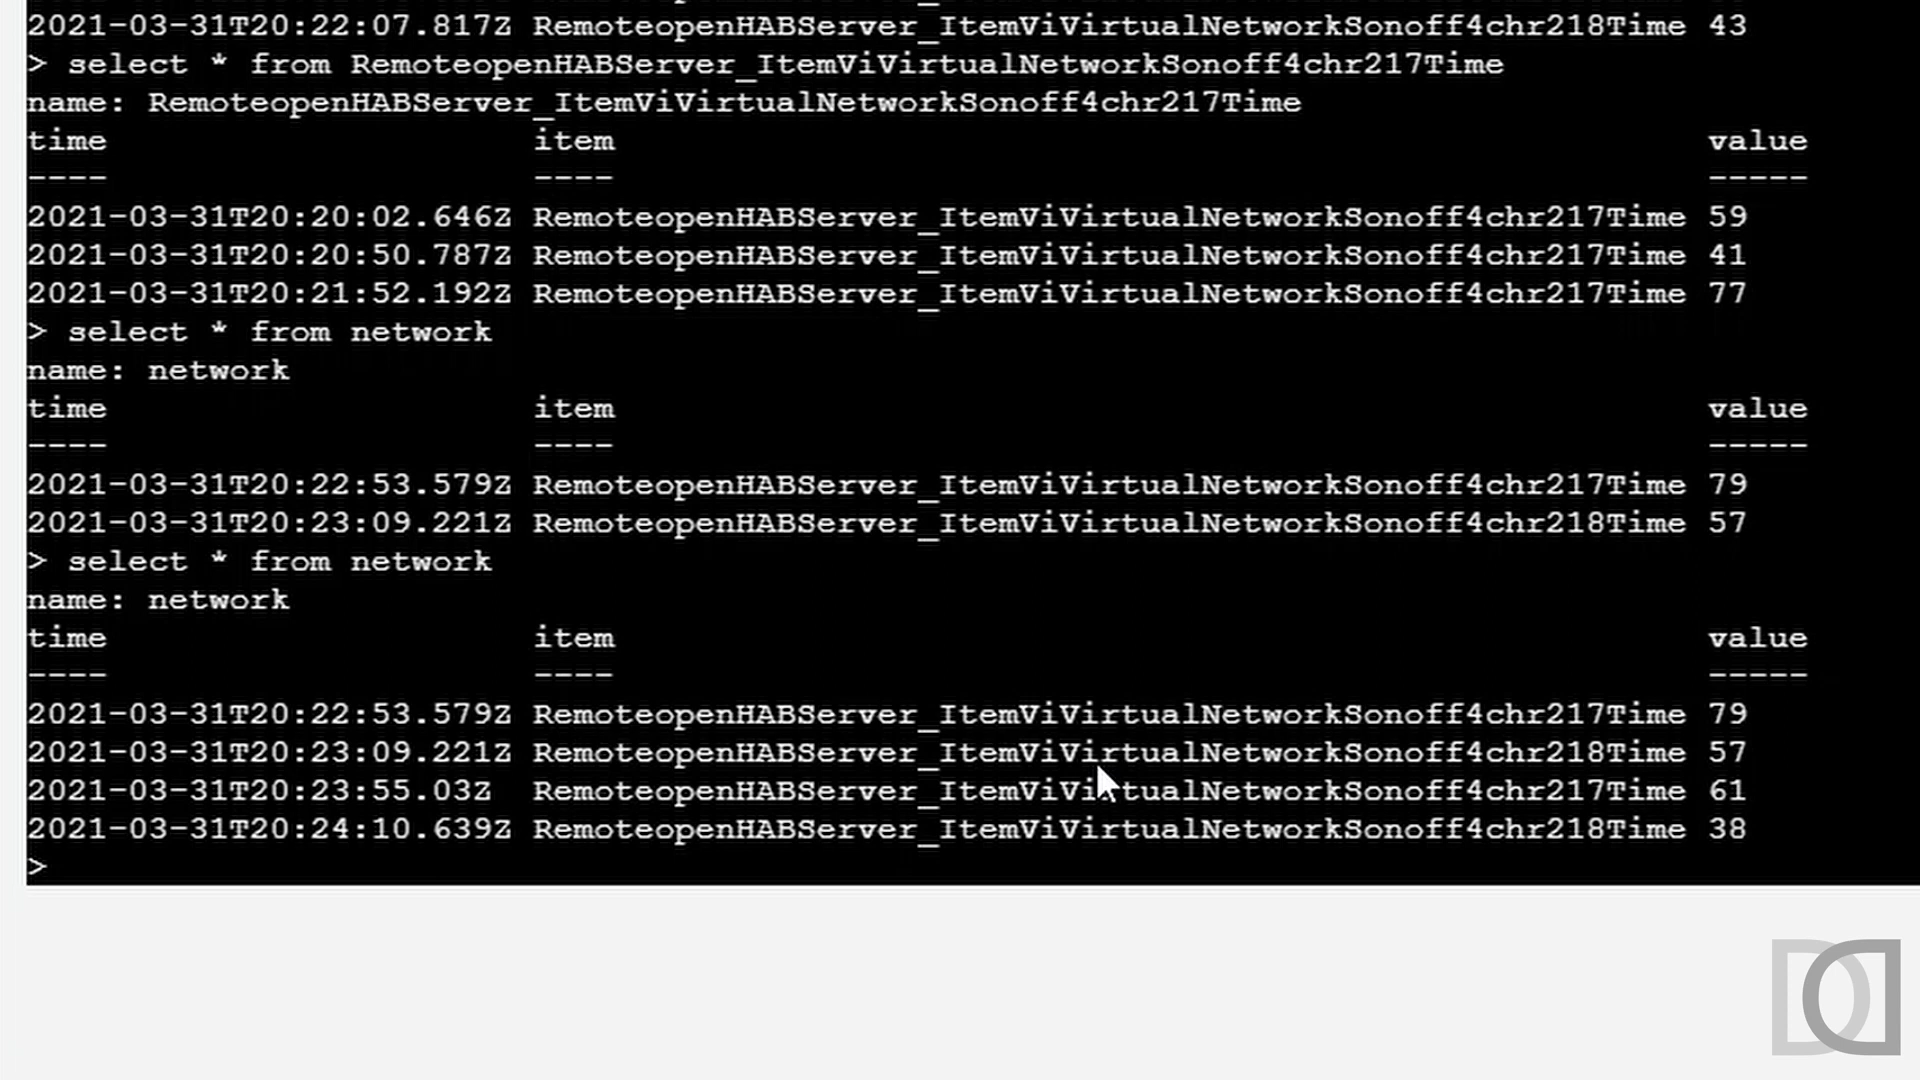 2021-03-31T20:22:07.817Z RemoteopenHABServer_ItemViVirtualNetworkSonoff4chr218Time 43
> select * from RemoteopenHABServer_ItemViVirtualNetworkSonoff4chr217Time
name: RemoteopenHABServer_ItemViVirtualNetworkSonoff4chr217Time
time item value
---- ---- -----
2021-03-31T20:20:02.646Z RemoteopenHABServer_ItemViVirtualNetworkSonoff4chr217Time 59
2021-03-31T20:20:50.787Z RemoteopenHABServer_ItemViVirtualNetworkSonoff4chr217Time 41
2021-03-31T20:21:52.192Z RemoteopenHABServer_ItemViVirtualNetworkSonoff4chr217Time 77
> select * from network
name: network
time item value
---- ---- -----
2021-03-31T20:22:53.579Z RemoteopenHABServer_ItemViVirtualNetworkSonoff4chr217Time 79
2021-03-31T20:23:09.221Z RemoteopenHABServer_ItemViVirtualNetworkSonoff4chr218Time 57
> select * from network
name: network
time item value
---- ---- -----
2021-03-31T20:22:53.579Z RemoteopenHABServer_ItemViVirtualNetworkSonoff4chr217Time 79
2021-03-31T20:23:09.221Z RemoteopenHABServer_ItemViVirtualNetworkSonoff4chr218Time 57
2021-03-31T20:23:55.03Z RemoteopenHABServer_ItemViVirtualNetworkSonoff4chr217Time 61
2021-03-31T20:24:10.639Z RemoteopenHABServer_ItemViVirtualNetworkSonoff4chr218Time 38
>